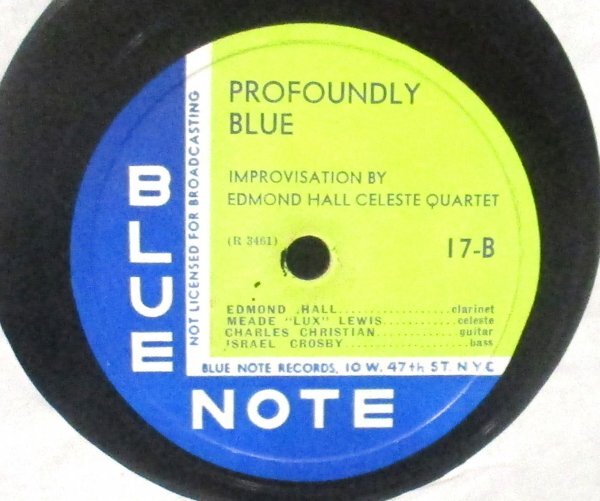 PROFOUNDLY
BLUE
IMPROVISATION BY
EDMOND HALL CELESTE QUARTET
(R 3461)
17-B
EDMOND HALL....................clarinet
MEADE "LUX" LEWIS...........celeste
CHARLES CHRISTIAN............guitar
ISRAEL CROSBY....................bass
BLUE NOTE RECORDS, 10 W. 47th ST. NYC
NOT LICENSED FOR BROADCASTING
BLUE
NOTE